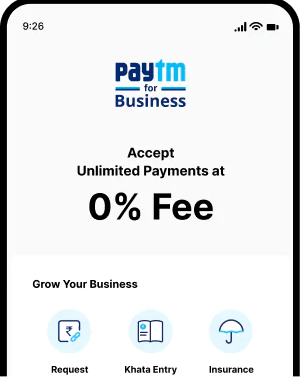 9:26
paytm
for
Business
Accept
Unlimited Payments at
0% Fee
Grow Your Business
₹
Request Khata Entry Insurance